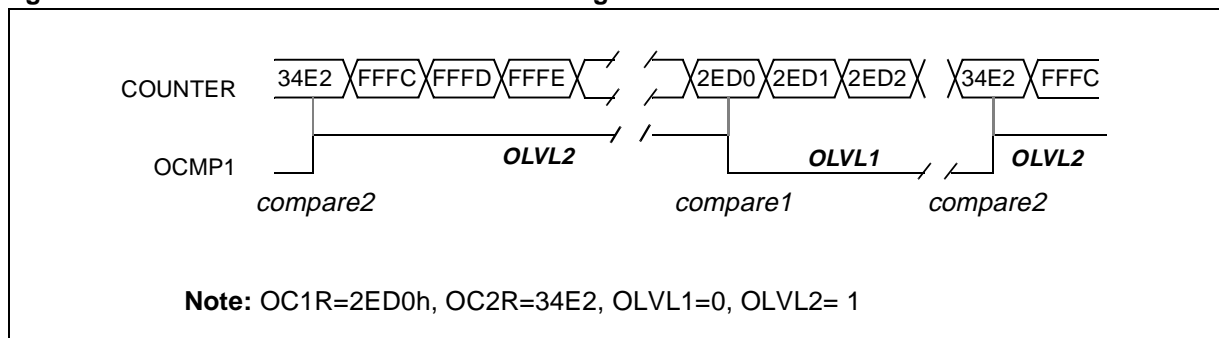 COUNTER 34E2 FFFC FFFD FFFE 2ED0 2ED1 2ED2 34E2 FFFC
OCMP1 OLVL2 OLVL1 OLVL2
compare2 compare1 compare2
Note: OC1R=2ED0h, OC2R=34E2, OLVL1=0, OLVL2= 1